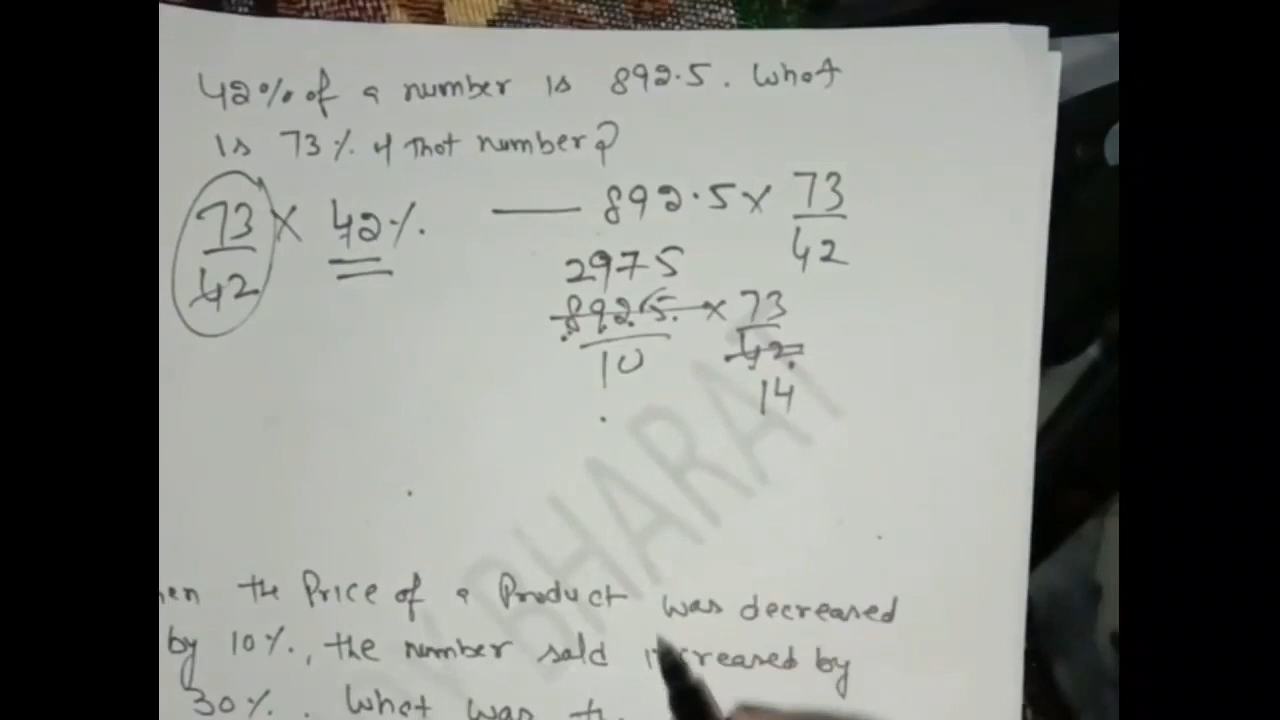 42% of a number is 892.5. What
is 73% of that number?
73/42 × 42% — 892.5 × 73/42
2975
8925/10 × 73/42
14
BHARAT
the Price of a Product was decreased
by 10%., the number sold increased by
30%. What was